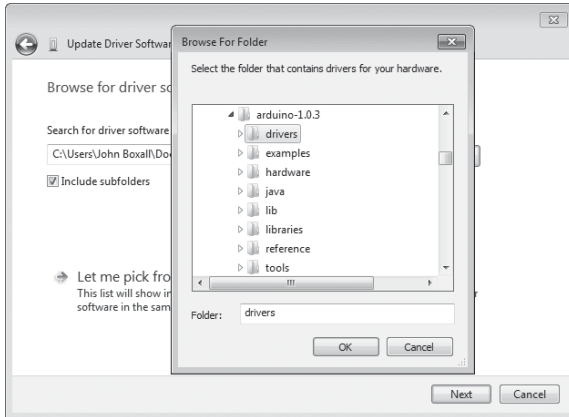 Update Driver Softwar
Browse for driver so
Search for driver software
C:\Users\John Boxall\Do
Include subfolders
Let me pick fro
This list will show in
software in the sam
r
Browse For Folder
Select the folder that contains drivers for your hardware.
arduino-1.0.3
drivers
examples
hardware
java
lib
libraries
reference
tools
Folder:
drivers
OK
Cancel
Next
Cancel